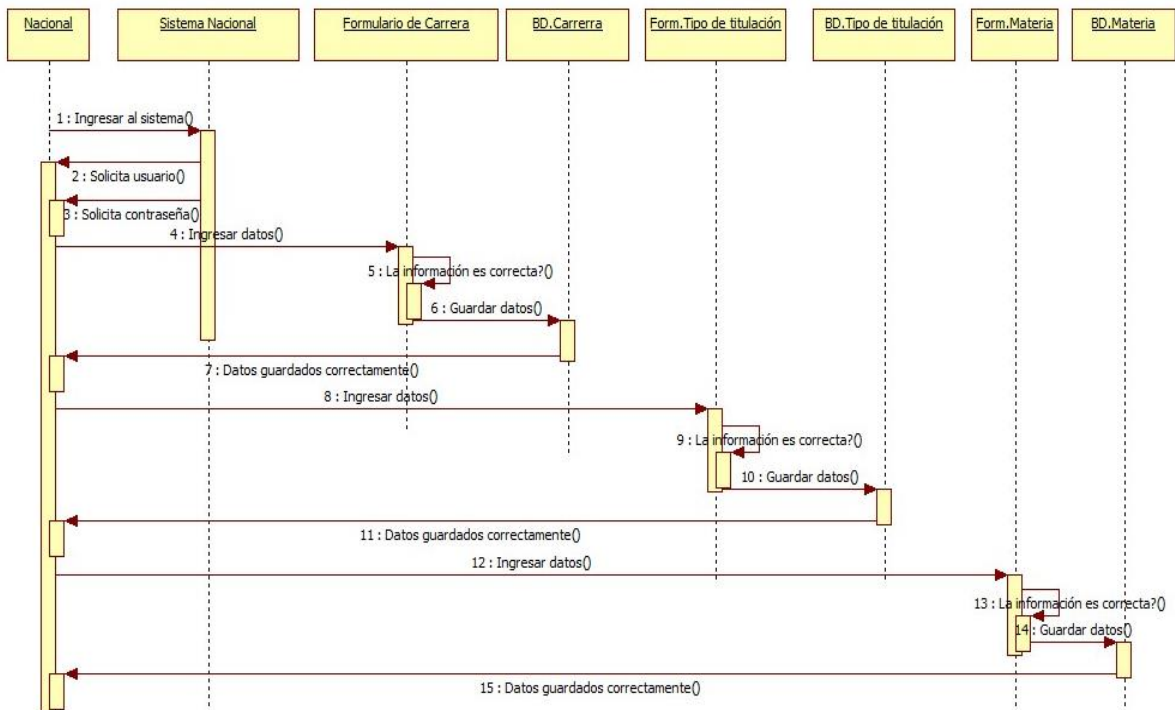 Nacional
Sistema Nacional
Formulario de Carrera
BD.Carrerra
Form.Tipo de titulación
BD.Tipo de titulación
Form.Materia
BD.Materia
1 : Ingresar al sistema()
2 : Solicita usuario()
3 : Solicita contraseña()
4 : Ingresar datos()
5 : La información es correcta?()
6 : Guardar datos()
7 : Datos guardados correctamente()
8 : Ingresar datos()
9 : La información es correcta?()
10 : Guardar datos()
11 : Datos guardados correctamente()
12 : Ingresar datos()
13 : La información es correcta?()
14 : Guardar datos()
15 : Datos guardados correctamente()